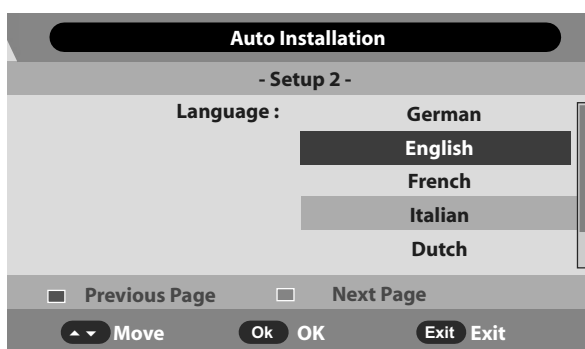 Auto Installation
- Setup 2 -
Language : German
English
French
Italian
Dutch
Previous Page Next Page
Move Ok OK Exit Exit